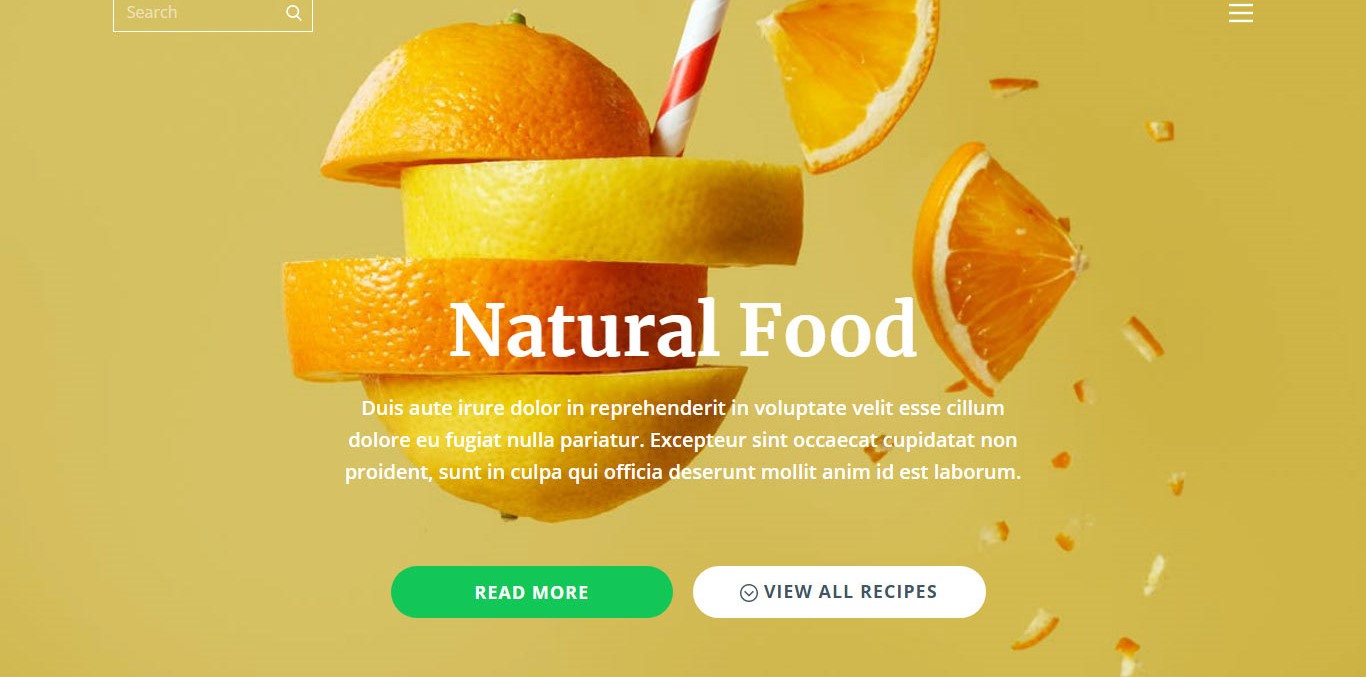 Search
Natural Food
Duis aute irure dolor in reprehenderit in voluptate velit esse cillum
dolore eu fugiat nulla pariatur. Excepteur sint occaecat cupidatat non
proident, sunt in culpa qui officia deserunt mollit anim id est laborum.
READ MORE
VIEW ALL RECIPES